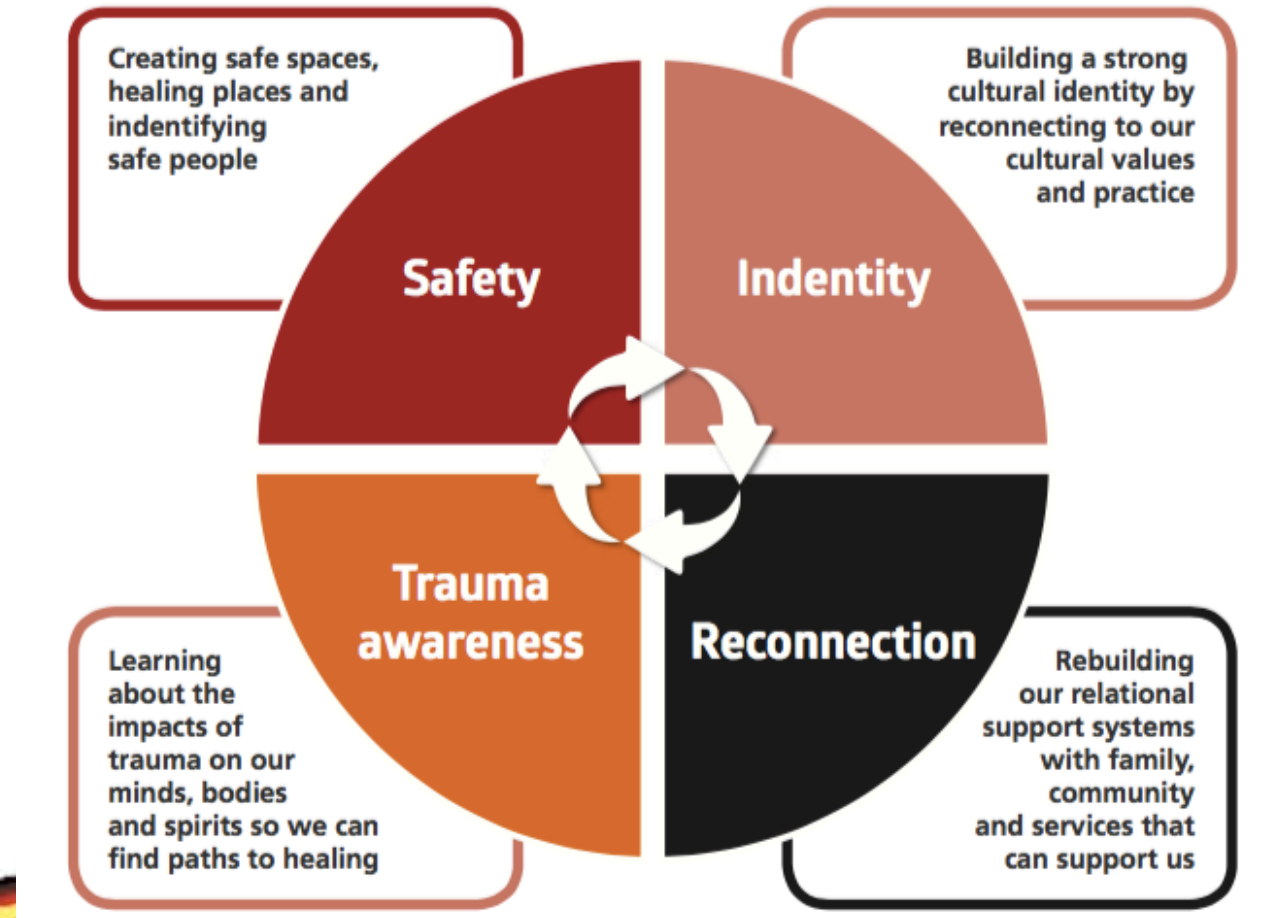 Creating safe spaces,
healing places and
indentifying
safe people
Building a strong
cultural identity by
reconnecting to our
cultural values
and practice
Safety
Indentity
Trauma
awareness
Reconnection
Learning
about the
impacts of
trauma on our
minds, bodies
and spirits so we can
find paths to healing
Rebuilding
our relational
support systems
with family,
community
and services that
can support us